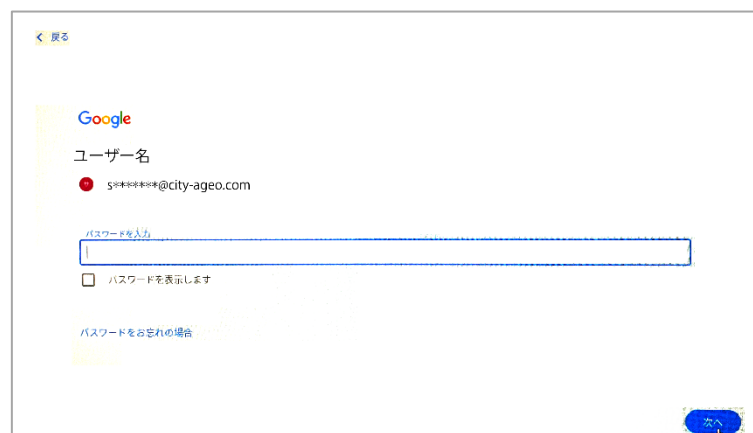 戻る
Google
ユーザー名
s*******@city-ageo.com
パスワードを入力
パスワードを表示します
パスワードをお忘れの場合
次へ